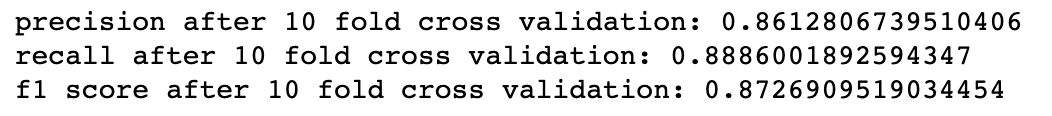 precision after 10 fold cross validation: 0.8612806739510406
recall after 10 fold cross validation: 0.8886001892594347
f1 score after 10 fold cross validation: 0.8726909519034454